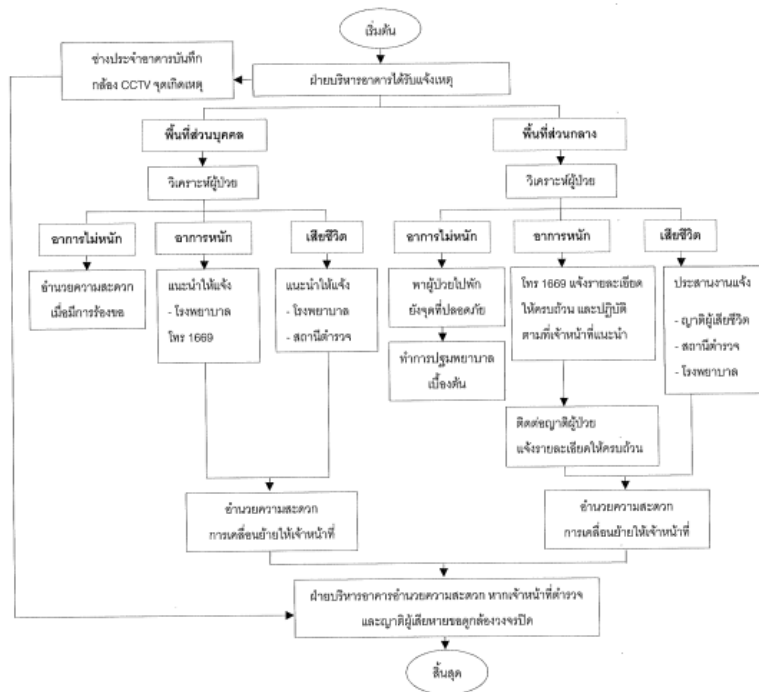 เริ่มต้น
ช่างประจำอาคารบันทึก
กล้อง CCTV จุดเกิดเหตุ
ฝ่ายบริหารอาคารได้รับแจ้งเหตุ
พื้นที่ส่วนบุคคล
พื้นที่ส่วนกลาง
วิเคราะห์ผู้ป่วย
วิเคราะห์ผู้ป่วย
อาการไม่หนัก
อาการหนัก
เสียชีวิต
อาการไม่หนัก
อาการหนัก
เสียชีวิต
อำนวยความสะดวก
เมื่อมีการร้องขอ
แนะนำให้แจ้ง
- โรงพยาบาล
โทร 1669
แนะนำให้แจ้ง
- โรงพยาบาล
- สถานีตำรวจ
พาผู้ป่วยไปพัก
ยังจุดที่ปลอดภัย
ทำการปฐมพยาบาล
เบื้องต้น
โทร 1669 แจ้งรายละเอียด
ให้ครบถ้วน และปฏิบัติ
ตามที่เจ้าหน้าที่แนะนำ
ติดต่อญาติผู้ป่วย
แจ้งรายละเอียดให้ครบถ้วน
ประสานงานแจ้ง
- ญาติผู้เสียชีวิต
- สถานีตำรวจ
- โรงพยาบาล
อำนวยความสะดวก
การเคลื่อนย้ายให้เจ้าหน้าที่
อำนวยความสะดวก
การเคลื่อนย้ายให้เจ้าหน้าที่
ฝ่ายบริหารอาคารอำนวยความสะดวก หากเจ้าหน้าที่ตำรวจ
และญาติผู้เสียหายขอดูกล้องวงจรปิด
สิ้นสุด